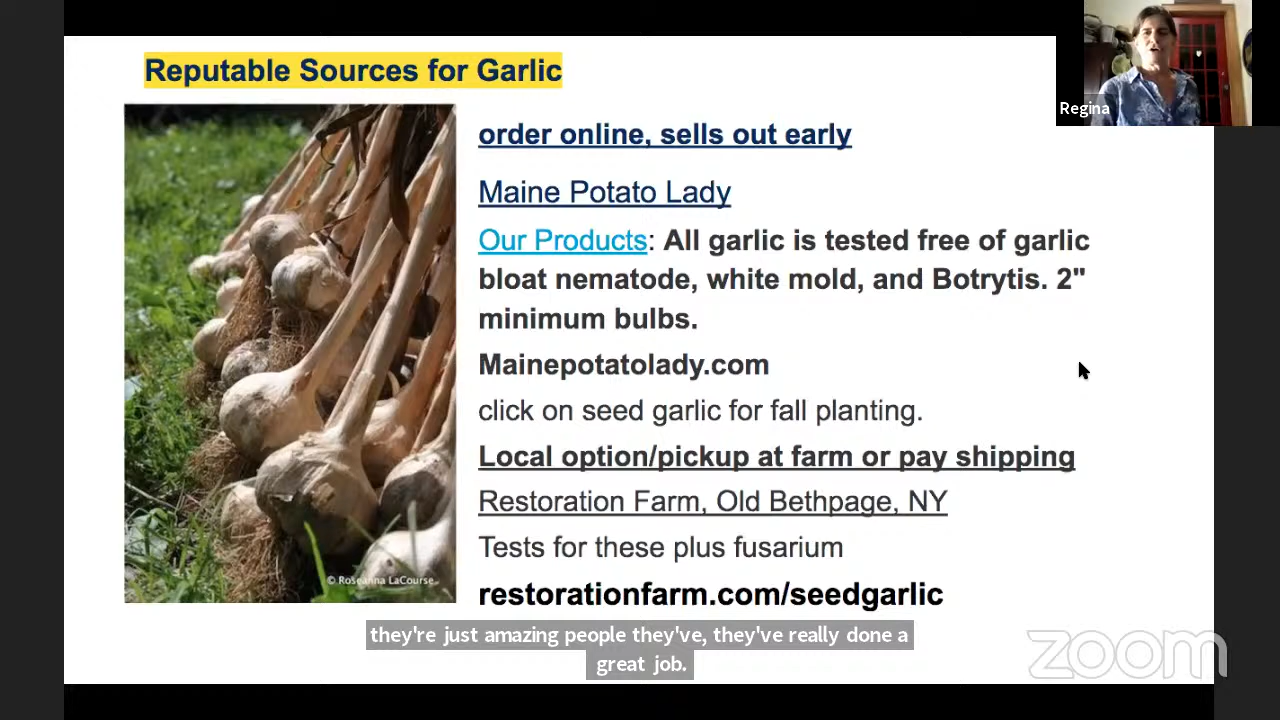 Reputable Sources for Garlic
Regina
order online, sells out early
Maine Potato Lady
Our Products: All garlic is tested free of garlic
bloat nematode, white mold, and Botrytis. 2"
minimum bulbs.
Mainepotatolady.com
click on seed garlic for fall planting.
Local option/pickup at farm or pay shipping
Restoration Farm, Old Bethpage, NY
Tests for these plus fusarium
restorationfarm.com/seedgarlic
© Roseanna LaCourse
they're just amazing people they've, they've really done a
great job.
zoom